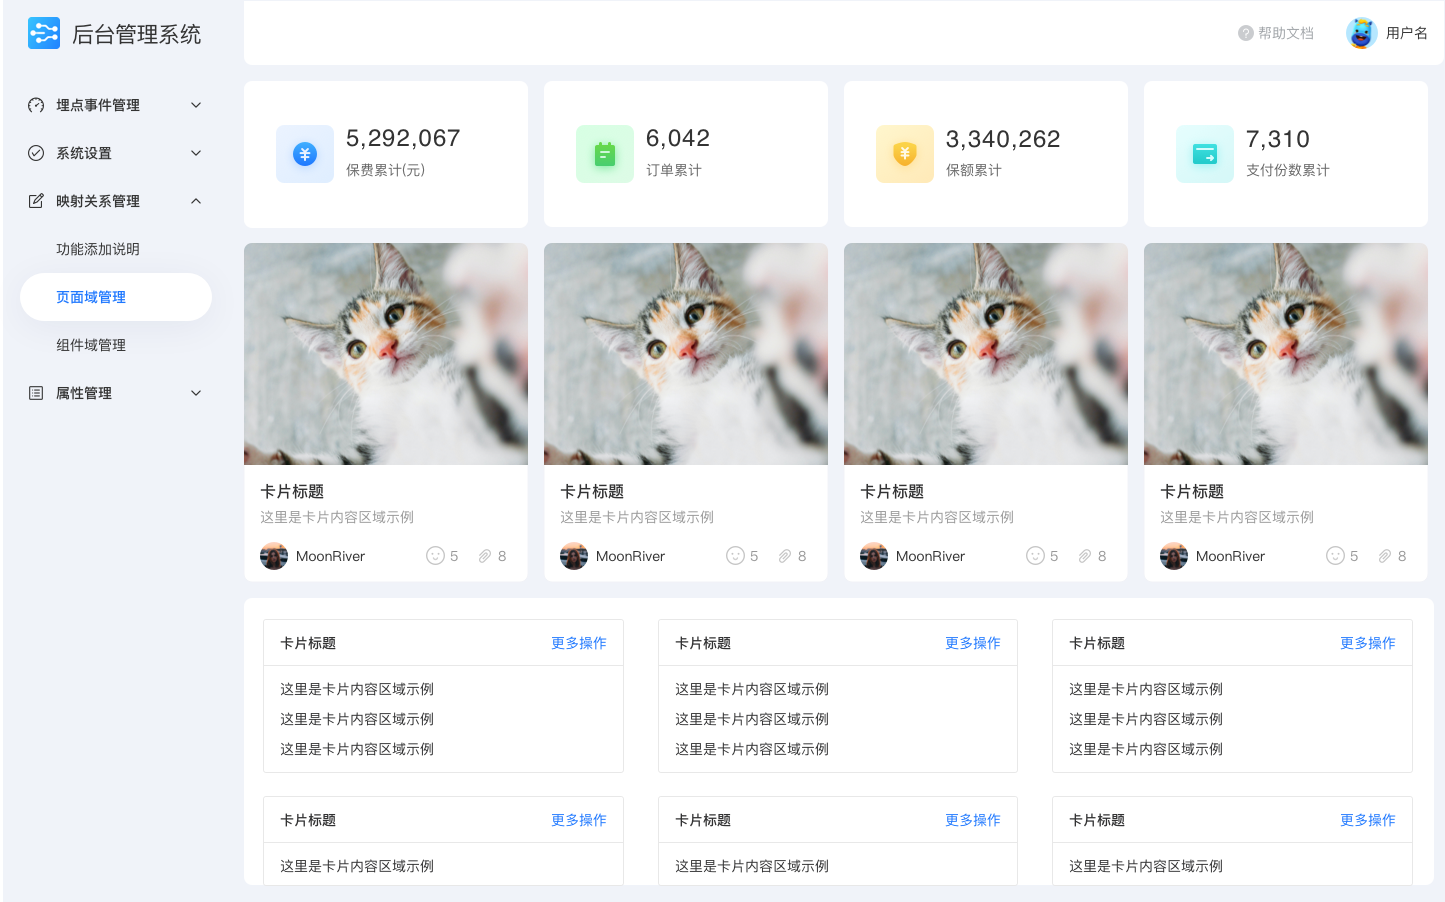 后台管理系统
帮助文档
用户名
埋点事件管理
系统设置
映射关系管理
功能添加说明
页面域管理
组件域管理
属性管理
5,292,067
保费累计(元)
6,042
订单累计
3,340,262
保额累计
7,310
支付份数累计
卡片标题
这里是卡片内容区域示例
MoonRiver 5 8
卡片标题
这里是卡片内容区域示例
MoonRiver 5 8
卡片标题
这里是卡片内容区域示例
MoonRiver 5 8
卡片标题
这里是卡片内容区域示例
MoonRiver 5 8
卡片标题 更多操作
这里是卡片内容区域示例
这里是卡片内容区域示例
这里是卡片内容区域示例
卡片标题 更多操作
这里是卡片内容区域示例
这里是卡片内容区域示例
这里是卡片内容区域示例
卡片标题 更多操作
这里是卡片内容区域示例
这里是卡片内容区域示例
这里是卡片内容区域示例
卡片标题 更多操作
这里是卡片内容区域示例
卡片标题 更多操作
这里是卡片内容区域示例
卡片标题 更多操作
这里是卡片内容区域示例